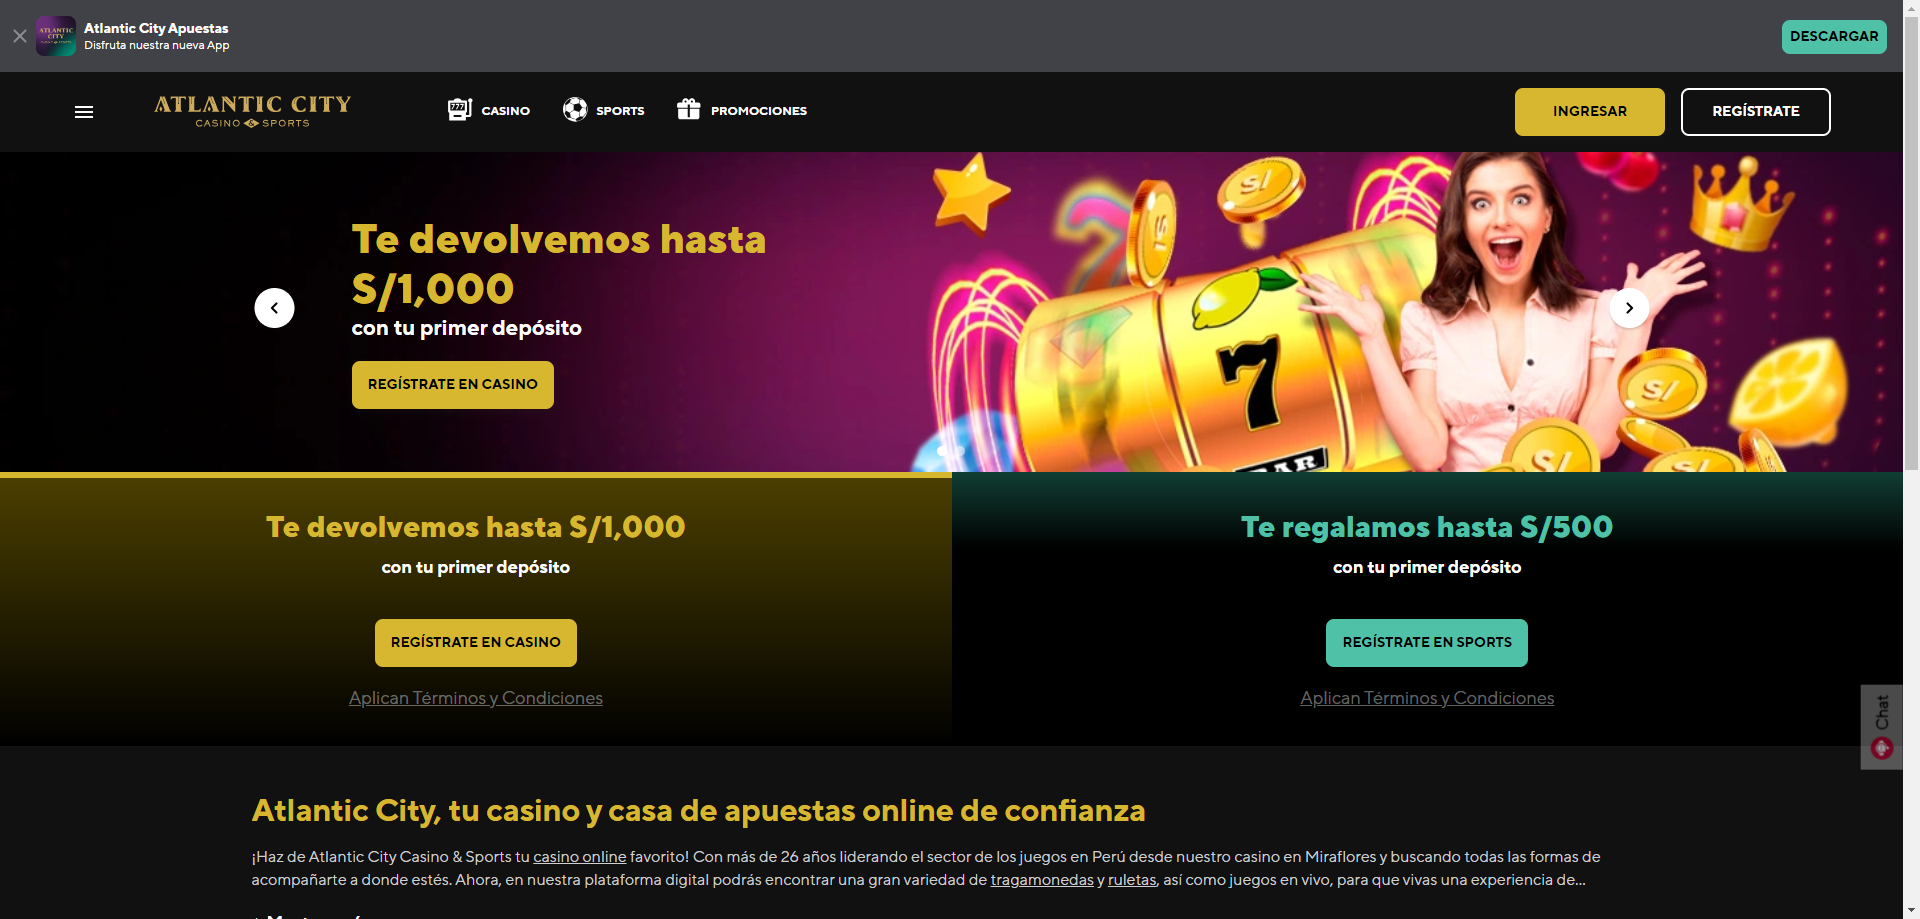 Atlantic City Apuestas
Disfruta nuestra nueva App
DESCARGAR
ATLANTIC CITY
CASINO & SPORTS
CASINO
SPORTS
PROMOCIONES
INGRESAR
REGÍSTRATE
Te devolvemos hasta
S/1,000
con tu primer depósito
REGÍSTRATE EN CASINO
S/
S/
7
S/
S/
S/
BAR
Te devolvemos hasta S/1,000
con tu primer depósito
REGÍSTRATE EN CASINO
Aplican Términos y Condiciones
Te regalamos hasta S/500
con tu primer depósito
REGÍSTRATE EN SPORTS
Aplican Términos y Condiciones
Chat
Atlantic City, tu casino y casa de apuestas online de confianza
¡Haz de Atlantic City Casino & Sports tu casino online favorito! Con más de 26 años liderando el sector de los juegos en Perú desde nuestro casino en Miraflores y buscando todas las formas de
acompañarte a donde estés. Ahora, en nuestra plataforma digital podrás encontrar una gran variedad de tragamonedas y ruletas, así como juegos en vivo, para que vivas una experiencia de...